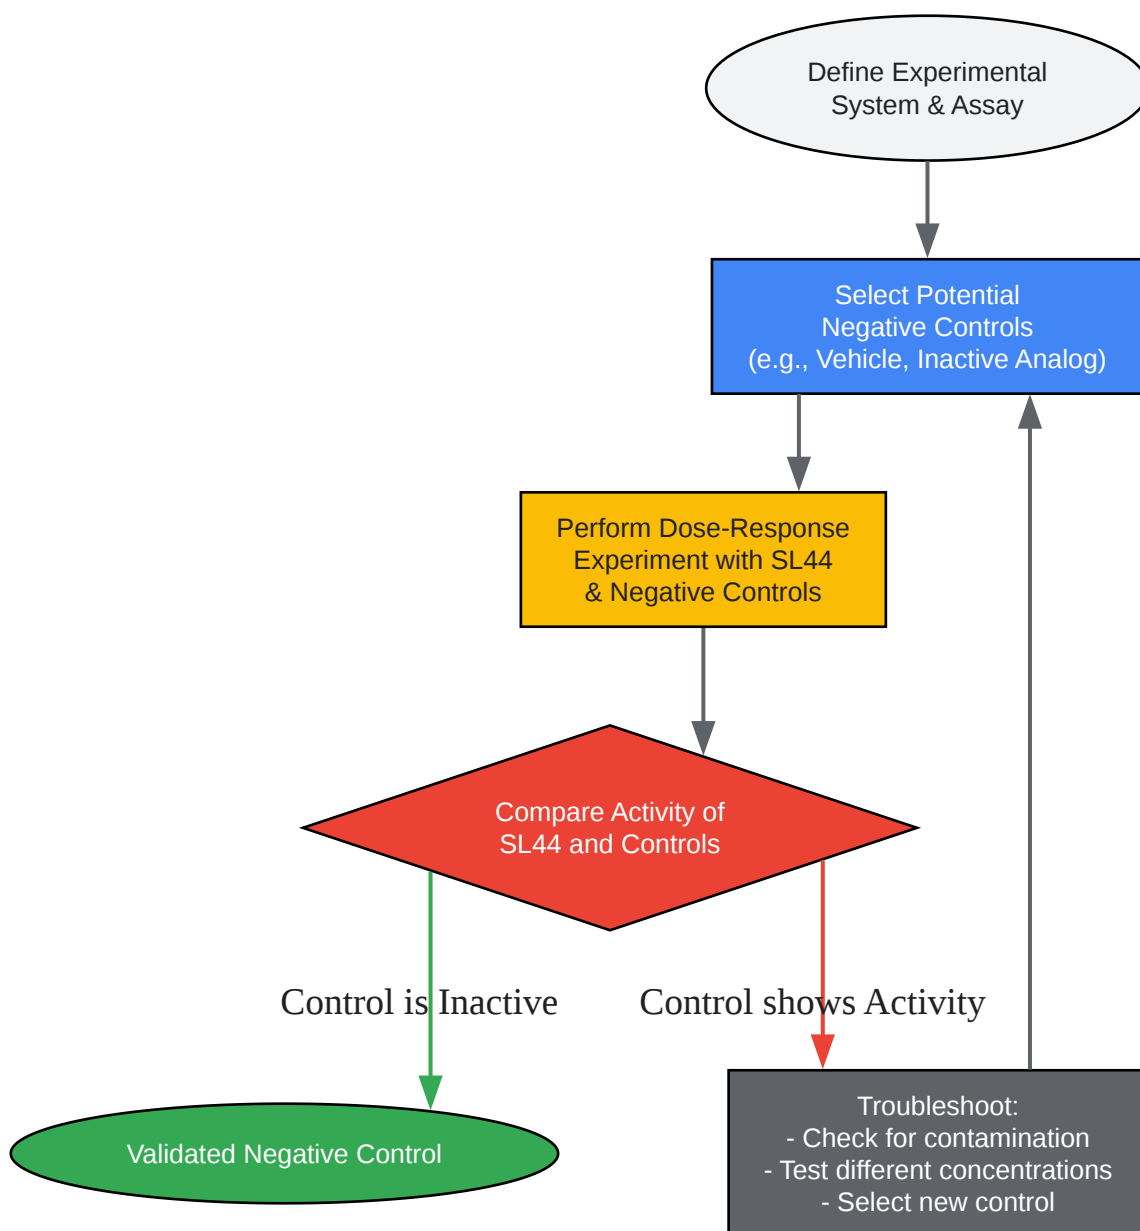 Define Experimental
System & Assay
Select Potential
Negative Controls
(e.g., Vehicle, Inactive Analog)
Perform Dose-Response
Experiment with SL44
& Negative Controls
Compare Activity of
SL44 and Controls
Control is Inactive
Control shows Activity
Validated Negative Control
Troubleshoot:
- Check for contamination
- Test different concentrations
- Select new control